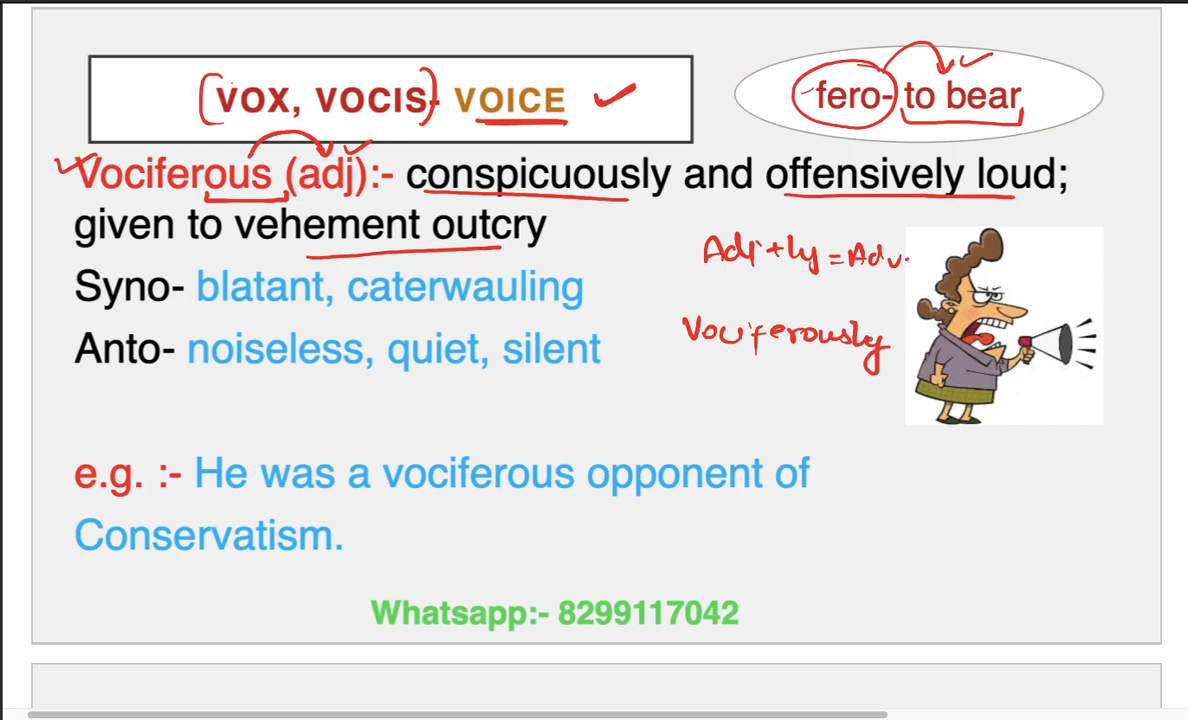 VOX, VOCIS- VOICE
fero- to bear
Vociferous (adj):- conspicuously and offensively loud;
given to vehement outcry
Adj + ly = Adv.
Syno- blatant, caterwauling
Vociferously
Anto- noiseless, quiet, silent
e.g. :- He was a vociferous opponent of
Conservatism.
Whatsapp:- 8299117042